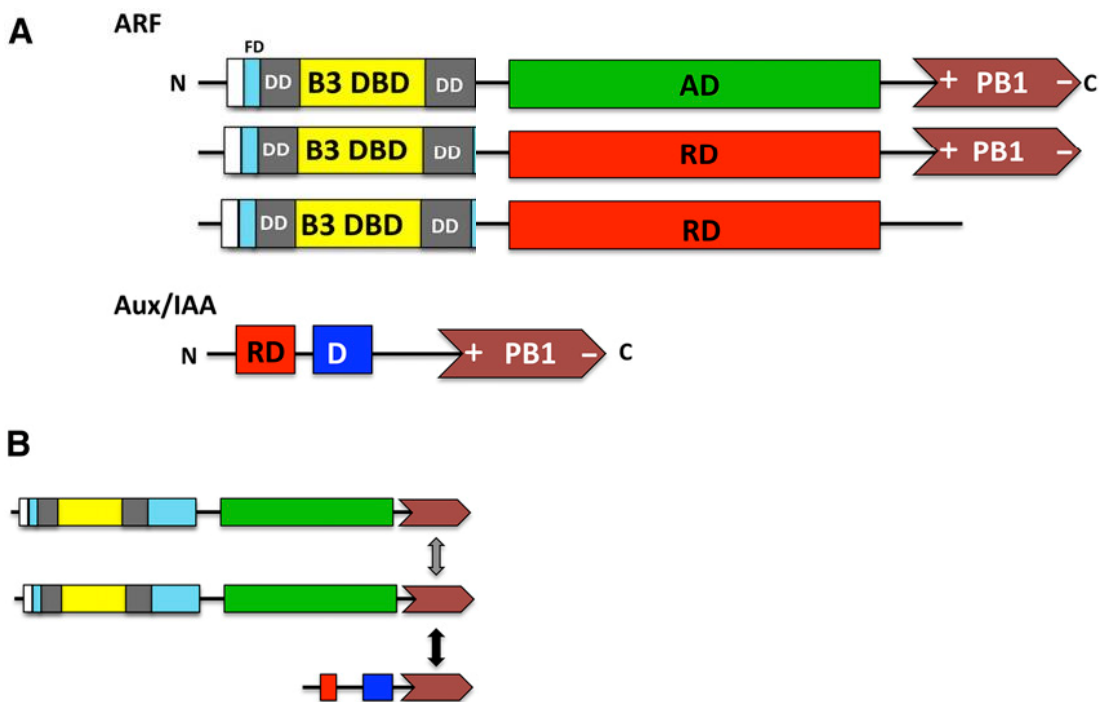 A
ARF
FD
N DD B3 DBD DD AD + PB1 – C
DD B3 DBD DD RD + PB1 –
DD B3 DBD DD RD
Aux/IAA
N RD D + PB1 – C
B